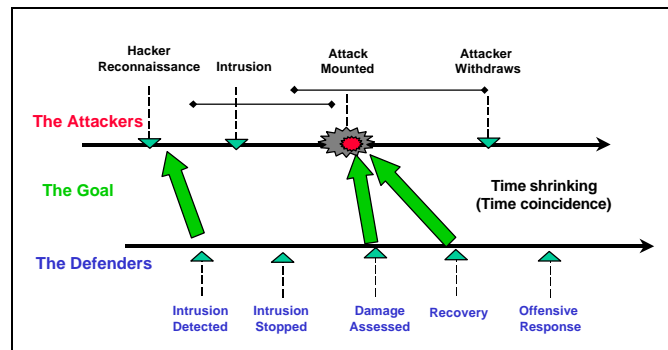 Hacker
Reconnaissance
Intrusion
Attack
Mounted
Attacker
Withdraws
The Attackers
The Goal
Time shrinking
(Time coincidence)
The Defenders
Intrusion
Detected
Intrusion
Stopped
Damage
Assessed
Recovery
Offensive
Response